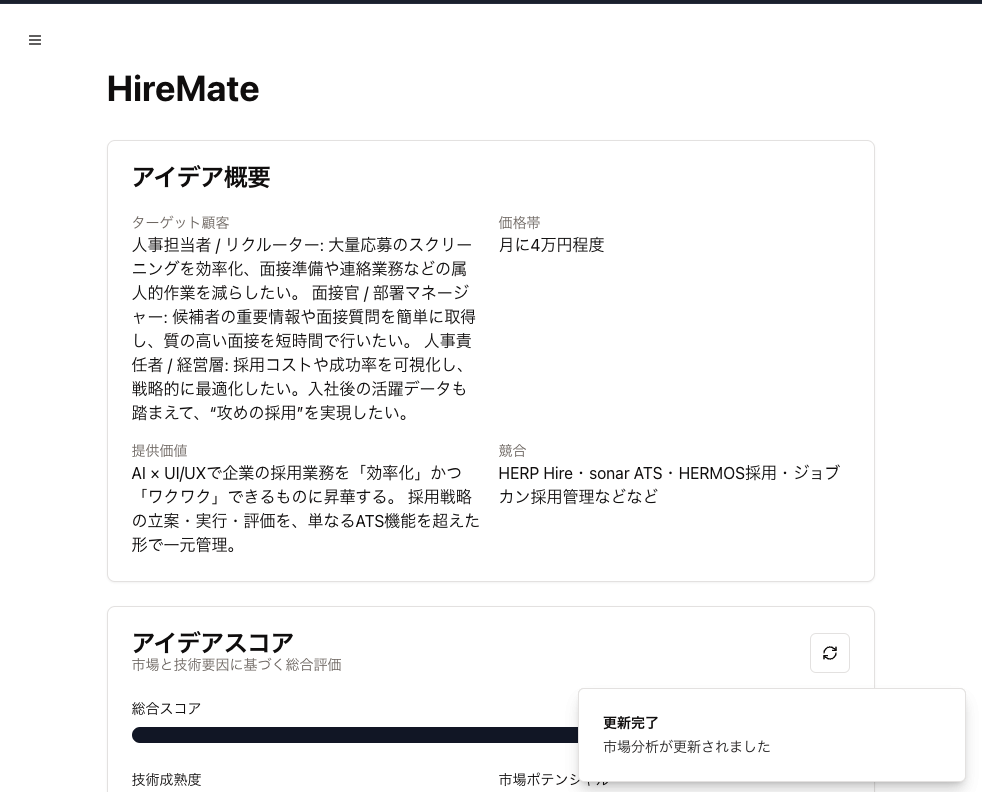 HireMate
アイデア概要
ターゲット顧客
人事担当者 / リクルーター: 大量応募のスクリー
ニングを効率化、面接準備や連絡業務などの属
人的作業を減らしたい。 面接官 / 部署マネージ
ャー: 候補者の重要情報や面接質問を簡単に取得
し、質の高い面接を短時間で行いたい。 人事責
任者 / 経営層: 採用コストや成功率を可視化し、
戦略的に最適化したい。入社後の活躍データも
踏まえて、“攻めの採用”を実現したい。
価格帯
月に4万円程度
提供価値
AI × UI/UXで企業の採用業務を「効率化」かつ
「ワクワク」できるものに昇華する。 採用戦略
の立案・実行・評価を、単なるATS機能を超えた
形で一元管理。
競合
HERP Hire・sonar ATS・HERMOS採用・ジョブ
カン採用管理などなど
アイデアスコア
市場と技術要因に基づく総合評価
総合スコア
技術成熟度
市場ポテンシャル
更新完了
市場分析が更新されました